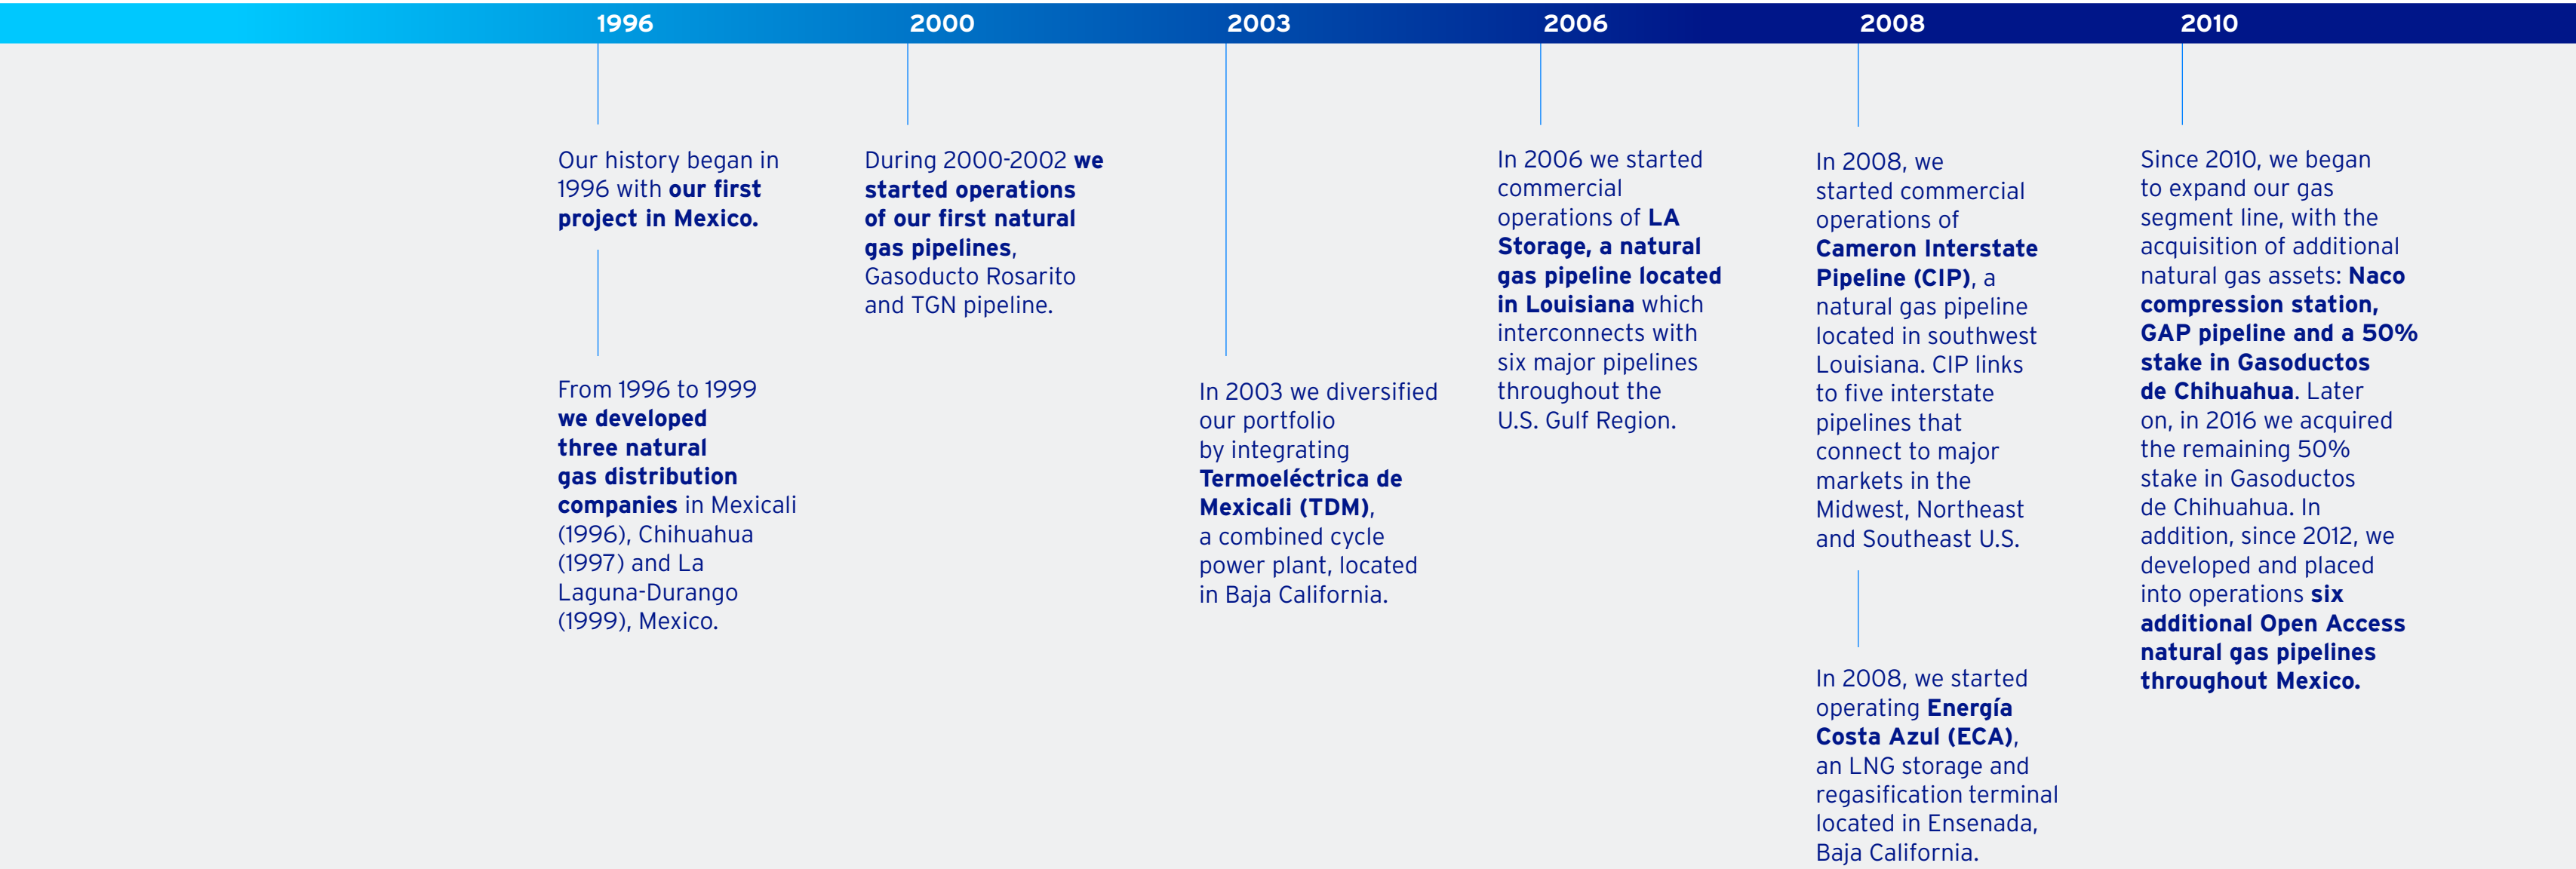 1996
2000
2003
2006
2008
2010
Our history began in
1996 with our first
project in Mexico.
From 1996 to 1999
we developed
three natural
gas distribution
companies in Mexicali
(1996), Chihuahua
(1997) and La
Laguna-Durango
(1999), Mexico.
During 2000-2002 we
started operations
of our first natural
gas pipelines,
Gasoducto Rosarito
and TGN pipeline.
In 2003 we diversified
our portfolio
by integrating
Termoeléctrica de
Mexicali (TDM),
a combined cycle
power plant, located
in Baja California.
In 2006 we started
commercial
operations of LA
Storage, a natural
gas pipeline located
in Louisiana which
interconnects with
six major pipelines
throughout the
U.S. Gulf Region.
In 2008, we
started commercial
operations of
Cameron Interstate
Pipeline (CIP), a
natural gas pipeline
located in southwest
Louisiana. CIP links
to five interstate
pipelines that
connect to major
markets in the
Midwest, Northeast
and Southeast U.S.
In 2008, we started
operating Energía
Costa Azul (ECA),
an LNG storage and
regasification terminal
located in Ensenada,
Baja California.
Since 2010, we began
to expand our gas
segment line, with the
acquisition of additional
natural gas assets: Naco
compression station,
GAP pipeline and a 50%
stake in Gasoductos
de Chihuahua. Later
on, in 2016 we acquired
the remaining 50%
stake in Gasoductos
de Chihuahua. In
addition, since 2012, we
developed and placed
into operations six
additional Open Access
natural gas pipelines
throughout Mexico.